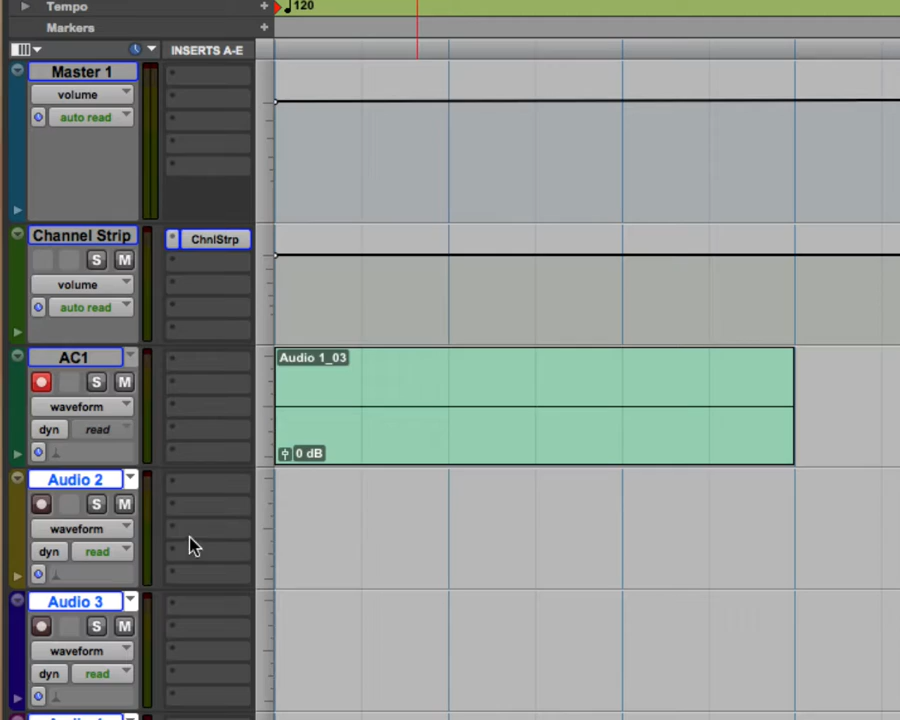 Tempo
120
Markers
INSERTS A-E
Master 1
volume
auto read
Channel Strip
ChnlStrp
S M
volume
auto read
AC1
Audio 1_03
S M
waveform
dyn read
0 dB
Audio 2
S M
waveform
dyn read
Audio 3
S M
waveform
dyn read